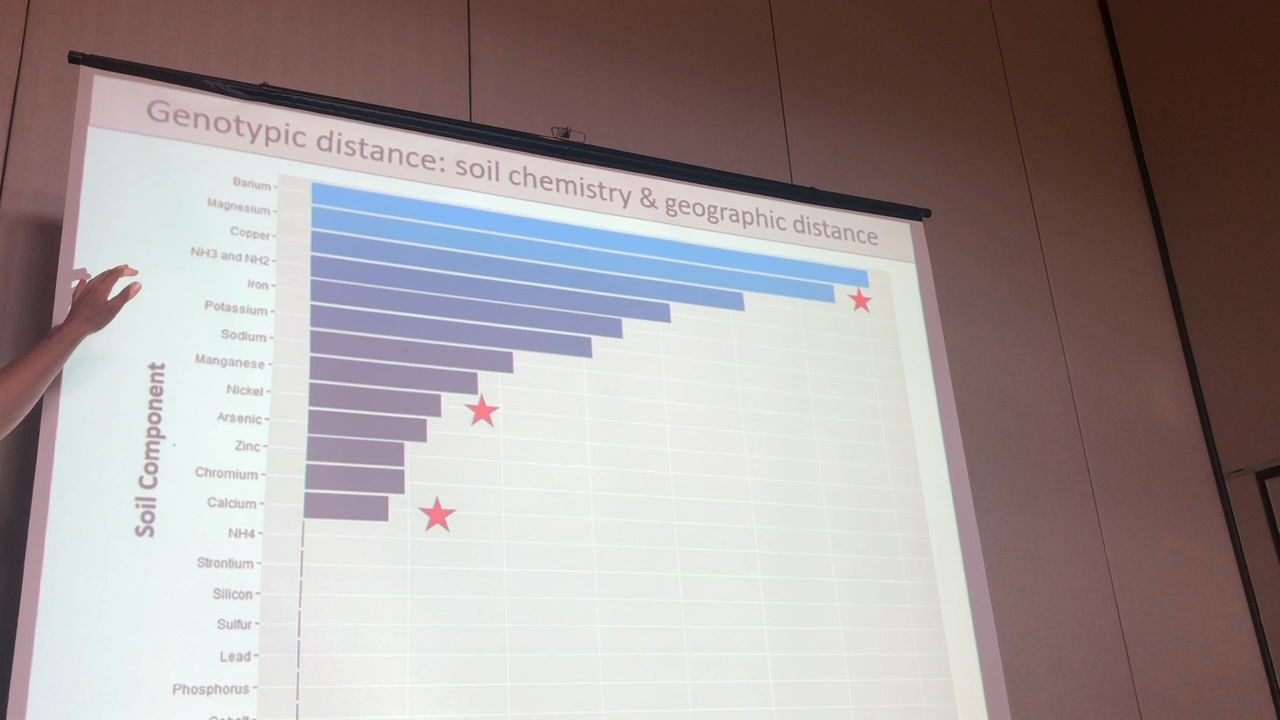 Genotypic distance: soil chemistry & geographic distance
Barium
Magnesium
Copper
NH3 and NH2
Iron
Potassium
Sodium
Manganese
Nickel
Arsenic
Zinc
Chromium
Calcium
NH4
Strontium
Silicon
Sulfur
Lead
Phosphorus
Soil Component